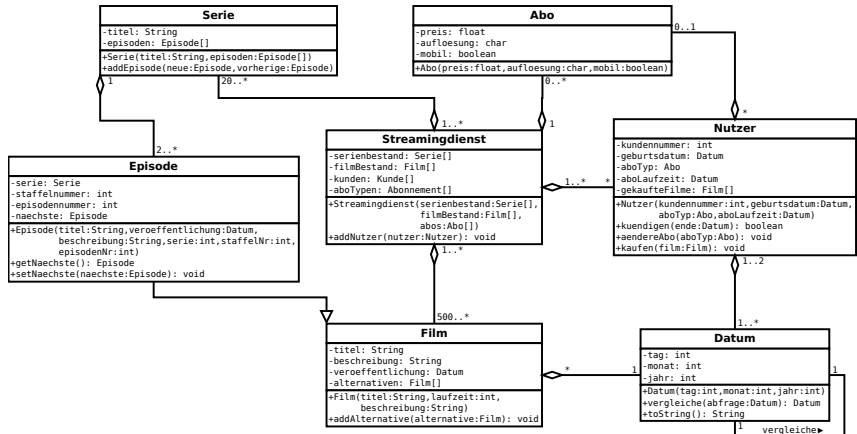 Serie
-titel: String
-episoden: Episode[]
+Serie(titel:String,episoden:Episode[])
+addEpisode(neue:Episode,vorherige:Episode)
1
20..*
Abo
-preis: float
-aufloesung: char
-mobil: boolean
+Abo(preis:float,aufloesung:char,mobil:boolean)
0..1
0..*
2..*
1..*
1
*
Episode
-serie: Serie
-staffelnummer: int
-episodennummer: int
-naechste: Episode
+Episode(titel:String,veroeffentlichung:Datum,
beschreibung:String,serie:int,staffelNr:int,
episodenNr:int)
+getNaechste(): Episode
+setNaechste(naechste:Episode): void
Streamingdienst
-serienbestand: Serie[]
-filmBestand: Film[]
-kunden: Kunde[]
-aboTypen: Abonnement[]
+Streamingdienst(serienbestand:Serie[],
filmBestand:Film[],
abos:Abo[])
+addNutzer(nutzer:Nutzer): void
1..*
*
1..*
Nutzer
-kundennummer: int
-geburtsdatum: Datum
-aboTyp: Abo
-aboLaufzeit: Datum
-gekaufteFilme: Film[]
+Nutzer(kundennummer:int,geburtsdatum:Datum,
aboTyp:Abo,aboLaufzeit:Datum)
+kuendigen(ende:Datum): boolean
+aendereAbo(aboTyp:Abo): void
+kaufen(film:Film): void
1..2
500..*
1..*
Film
-titel: String
-beschreibung: String
-veroeffentlichung: Datum
-alternativen: Film[]
+Film(titel:String,laufzeit:int,
beschreibung:String)
+addAlternative(alternative:Film): void
*
1
Datum
-tag: int
-monat: int
-jahr: int
+Datum(tag:int,monat:int,jahr:int)
+vergleiche(abfrage:Datum): Datum
+toString(): String
1
1
vergleiche►